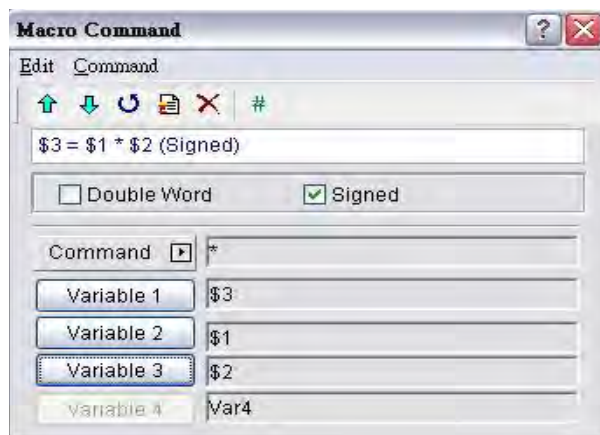 Macro Command
Edit Command
#
$3 = $1 * $2 (Signed)
Double Word Signed
Command *
Variable 1 $3
Variable 2 $1
Variable 3 $2
Variable 4 Var4